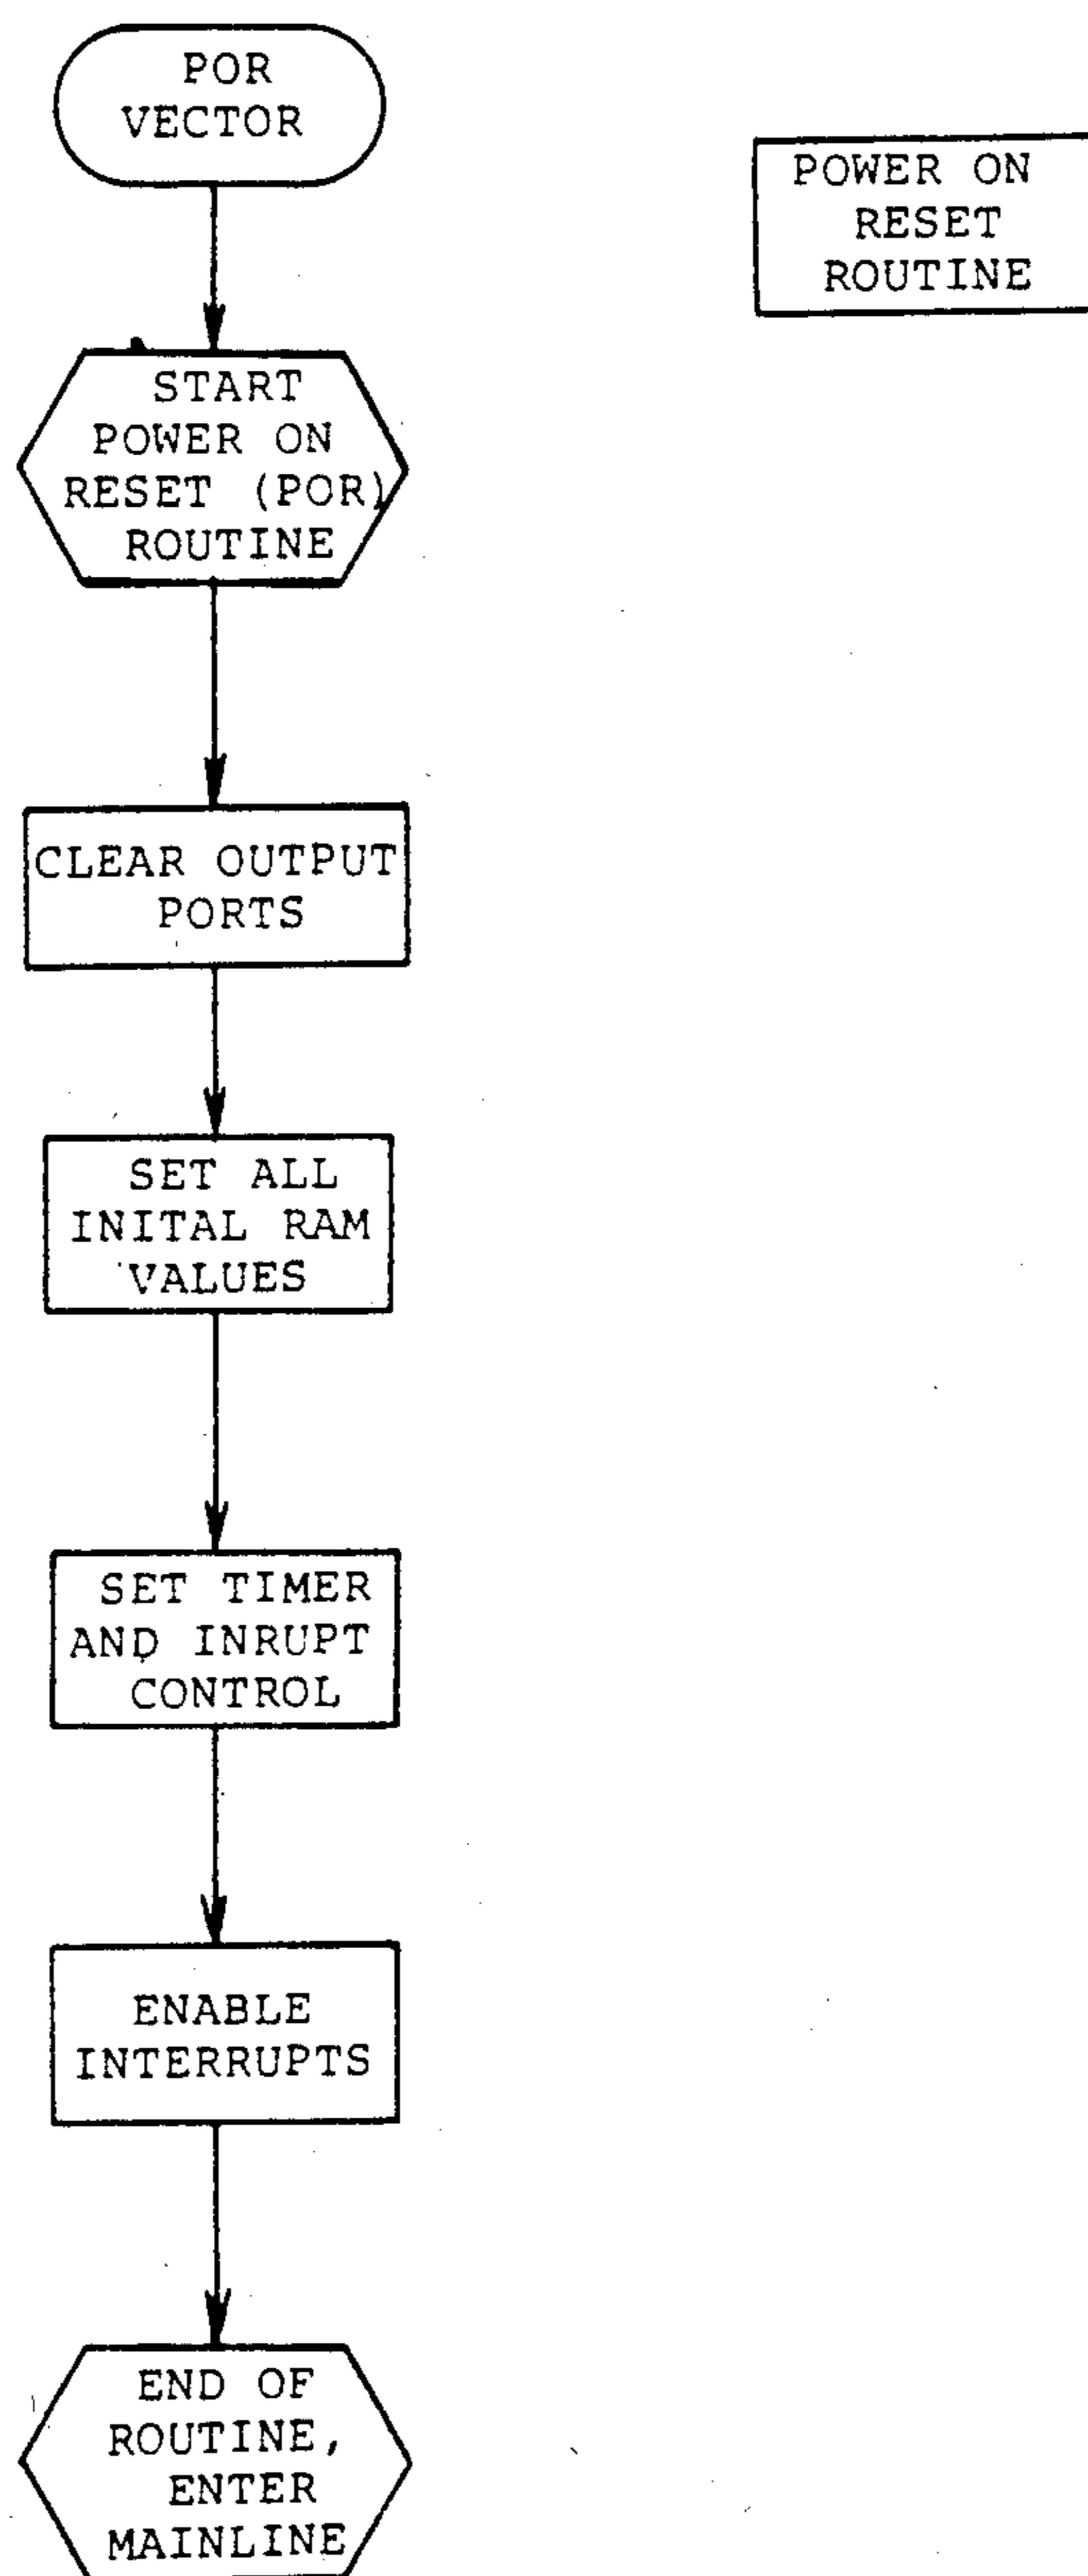 POR
VECTOR
POWER ON
RESET
ROUTINE
START
POWER ON
RESET (POR)
ROUTINE
CLEAR OUTPUT
PORTS
SET ALL
INITAL RAM
VALUES
SET TIMER
AND INRUPT
CONTROL
ENABLE
INTERRUPTS
END OF
ROUTINE,
ENTER
MAINLINE